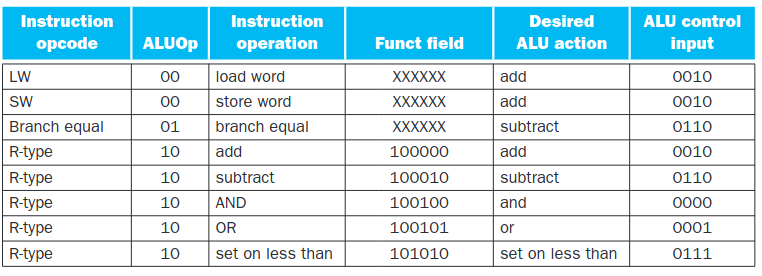 Instruction opcode ALUOp Instruction operation Funct field Desired ALU action ALU control input
LW 00 load word XXXXXX add 0010
SW 00 store word XXXXXX add 0010
Branch equal 01 branch equal XXXXXX subtract 0110
R-type 10 add 100000 add 0010
R-type 10 subtract 100010 subtract 0110
R-type 10 AND 100100 and 0000
R-type 10 OR 100101 or 0001
R-type 10 set on less than 101010 set on less than 0111